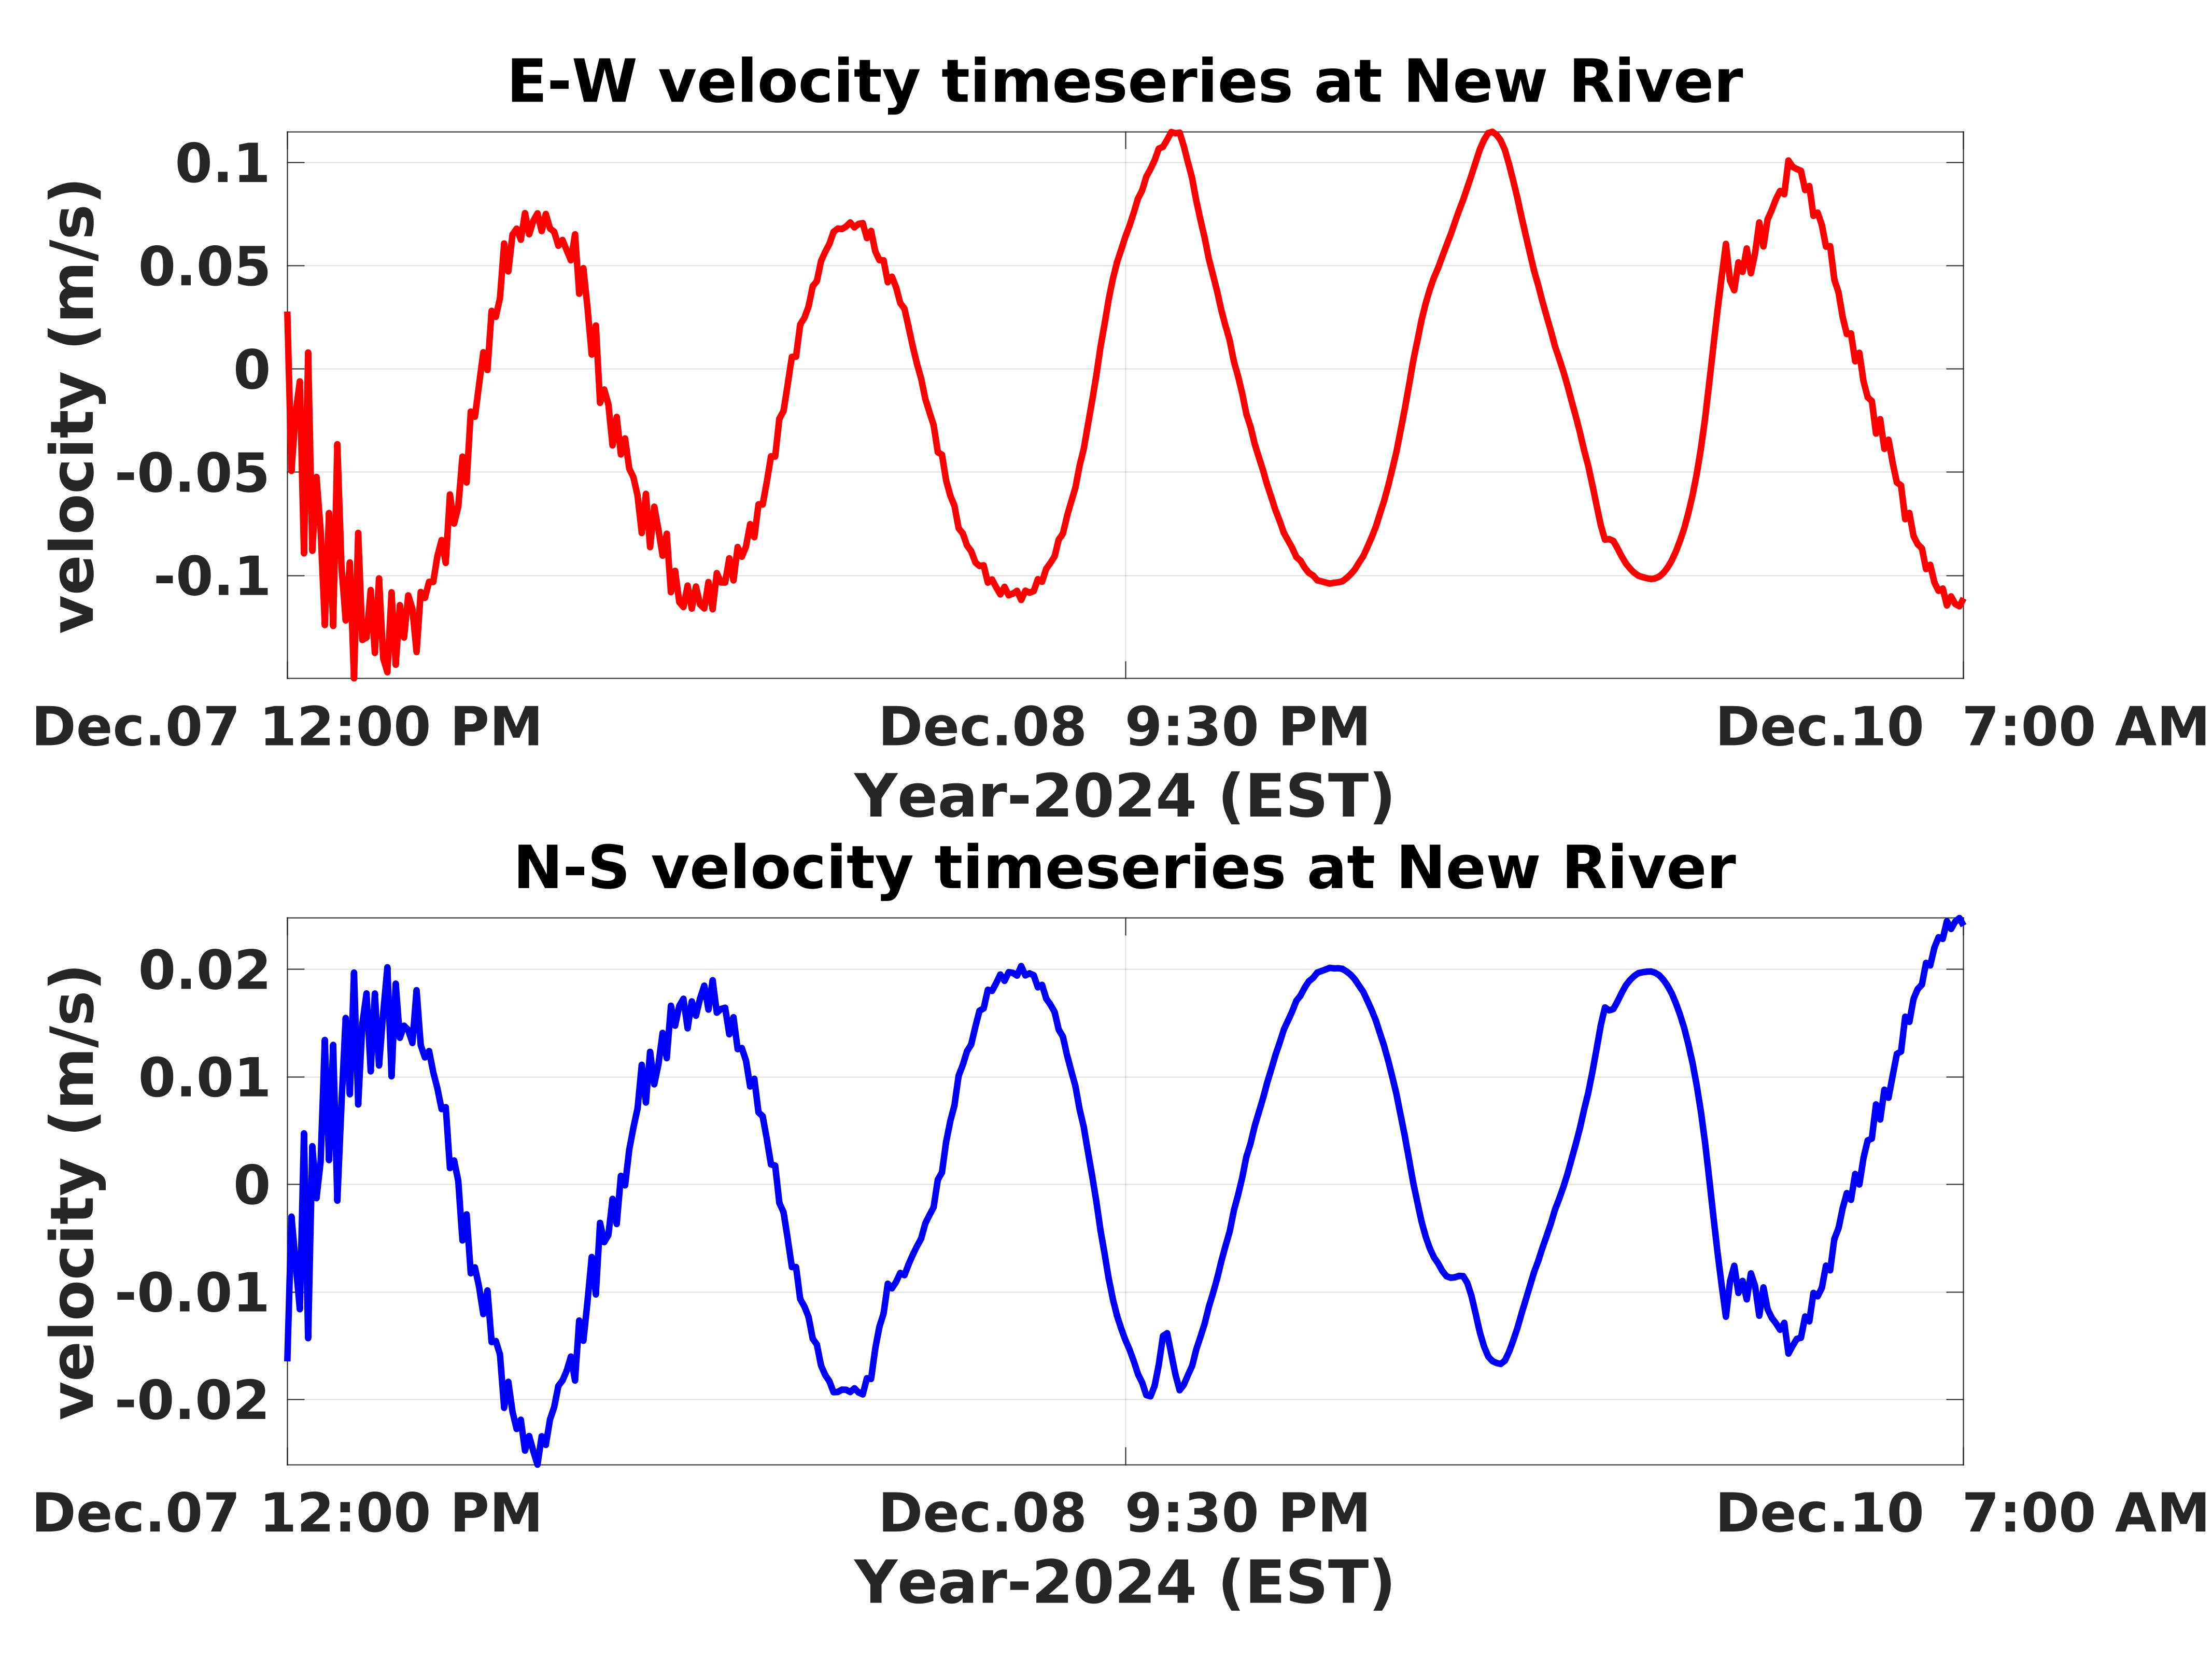 E-W velocity timeseries at New River
velocity (m/s)
0.1
0.05
0
-0.05
-0.1
Dec.07 12:00 PM Dec.08 9:30 PM Dec.10 7:00 AM
Year-2024 (EST)
N-S velocity timeseries at New River
velocity (m/s)
0.02
0.01
0
-0.01
-0.02
Dec.07 12:00 PM Dec.08 9:30 PM Dec.10 7:00 AM
Year-2024 (EST)